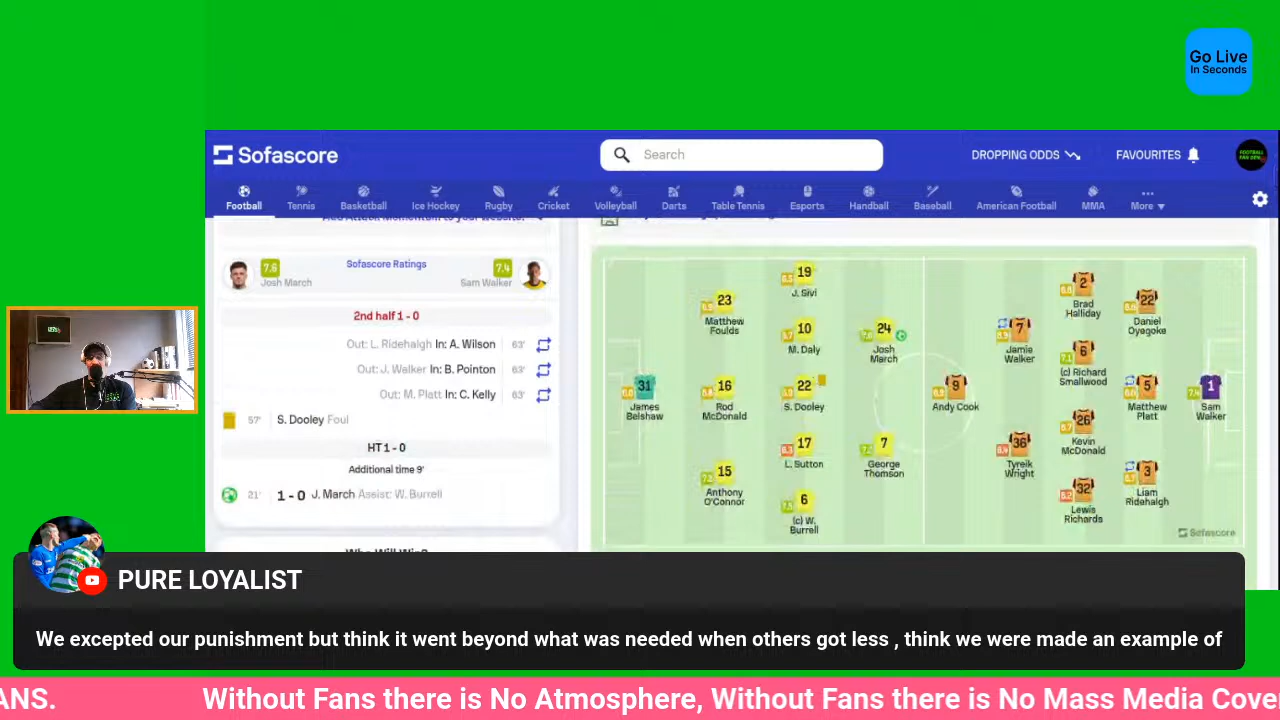 Go Live
In Seconds
Sofascore
Search
DROPPING ODDS
FAVOURITES
Football
Tennis
Basketball
Ice Hockey
Rugby
Cricket
Volleyball
Darts
Table Tennis
Esports
Handball
Baseball
American Football
MMA
More
Add Attack Momentum to your website!
7.6
Josh March
Sofascore Ratings
7.4
Sam Walker
2nd half 1 - 0
Out: L. Ridehalgh In: A. Wilson 63'
Out: J. Walker In: B. Pointon 63'
Out: M. Platt In: C. Kelly 63'
57' S. Dooley Foul
HT 1 - 0
Additional time 9'
21' 1 - 0 J. March Assist: W. Burrell
Who Will Win?
31
James
Belshaw
23
Matthew
Foulds
16
Rod
McDonald
15
Anthony
O'Connor
19
J. Sivi
10
M. Daly
22
S. Dooley
17
L. Sutton
6
(c) W.
Burrell
24
Josh
March
7
George
Thomson
9
Andy Cook
7
Jamie
Walker
36
Tyreik
Wright
2
Brad
Halliday
6
(c) Richard
Smallwood
26
Kevin
McDonald
32
Lewis
Richards
22
Daniel
Oyegoke
5
Matthew
Platt
3
Liam
Ridehalgh
1
Sam
Walker
Sofascore
PURE LOYALIST
We excepted our punishment but think it went beyond what was needed when others got less , think we were made an example of
ANS. Without Fans there is No Atmosphere, Without Fans there is No Mass Media Cove